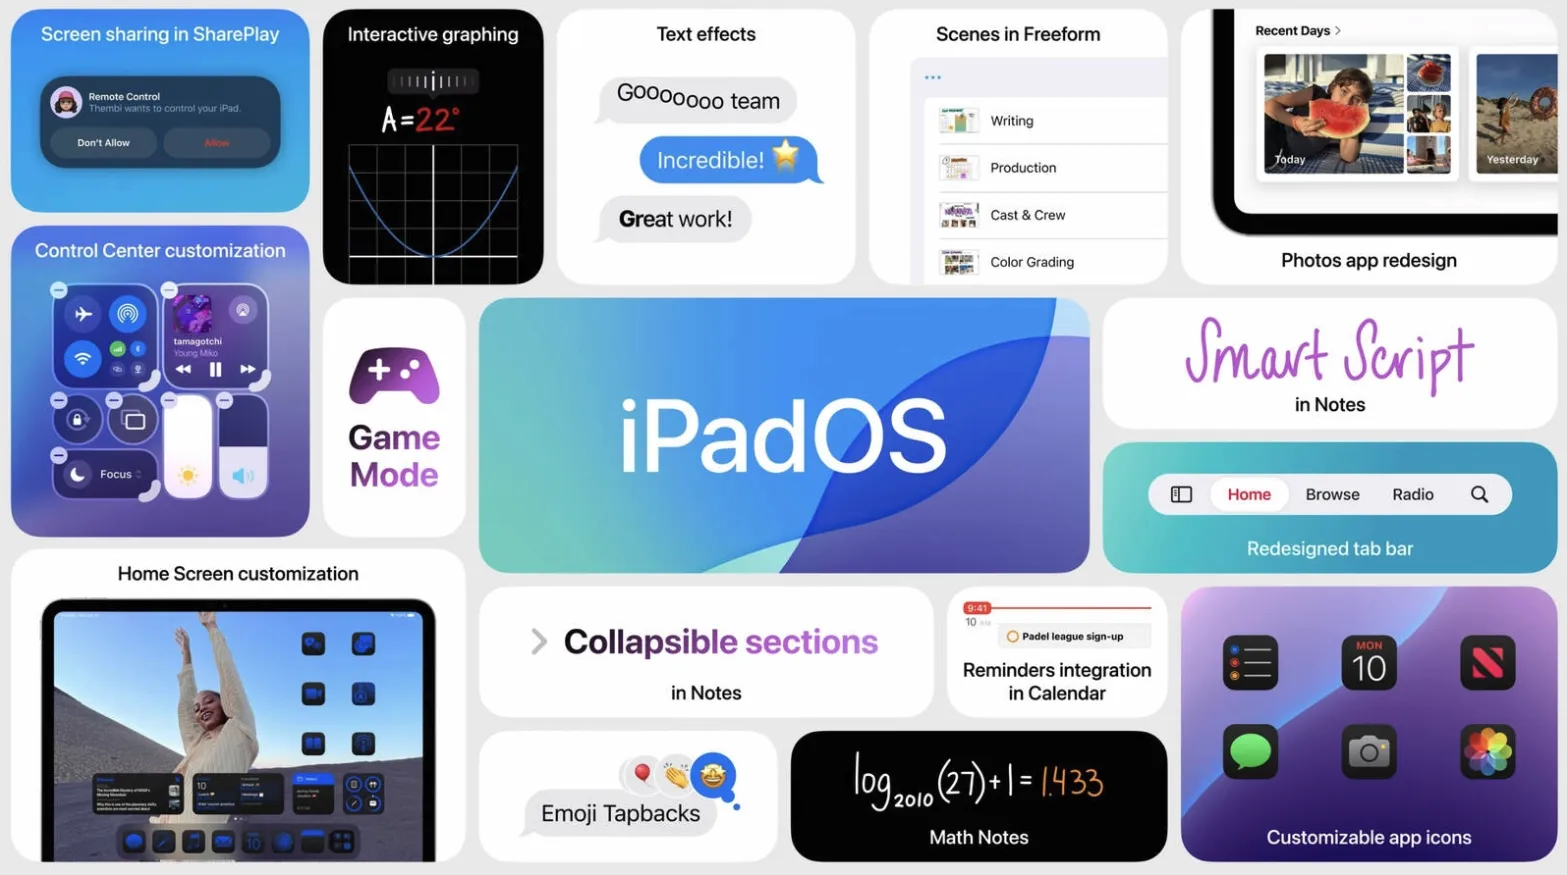 Screen sharing in SharePlay
Remote Control
Thembi wants to control your iPad.
Don't Allow
Allow
Interactive graphing
A=22°
Text effects
Gooooooo team
Incredible!
Great work!
Scenes in Freeform
Writing
Production
Cast & Crew
Color Grading
Recent Days >
Today
Yesterday
Photos app redesign
Control Center customization
tamagotchi
Young Miko
Focus
Game
Mode
iPadOS
Smart Script
in Notes
Home Browse Radio
Redesigned tab bar
Home Screen customization
10
10
Collapsible sections
in Notes
9:41
10 AM
Padel league sign-up
Reminders integration
in Calendar
Emoji Tapbacks
log2010(27)+1=1.433
Math Notes
MON
10
Customizable app icons